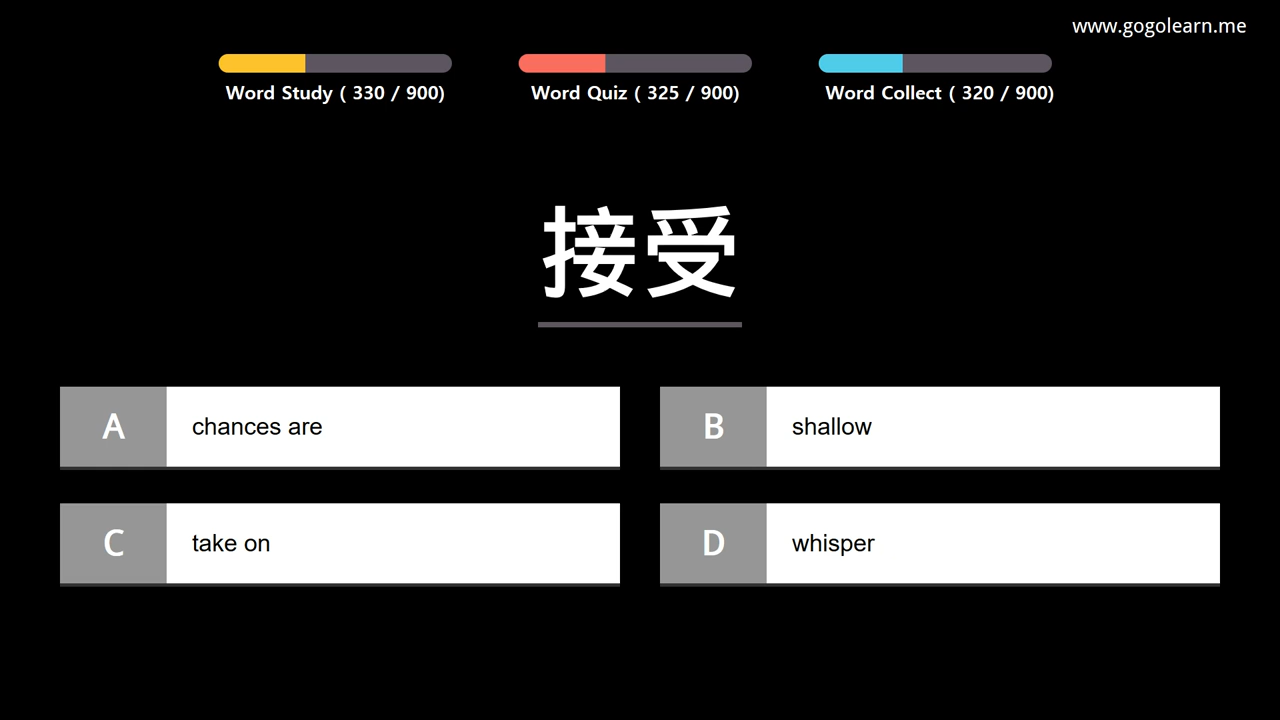 www.gogolearn.me
Word Study ( 330 / 900)
Word Quiz ( 325 / 900)
Word Collect ( 320 / 900)
接受
A chances are
B shallow
C take on
D whisper